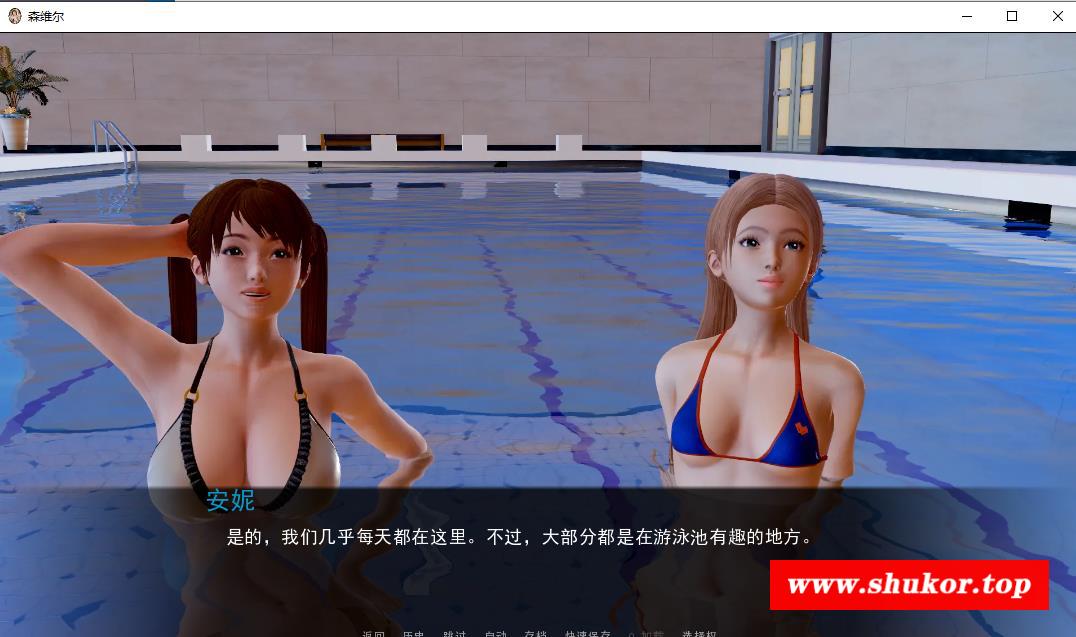 森维尔
安妮
是的，我们几乎每天都在这里。不过，大部分都是在游泳池有趣的地方。
www.shukor.top
返回 历史 跳过 自动 存档 快速保存 Q.加载 选择权